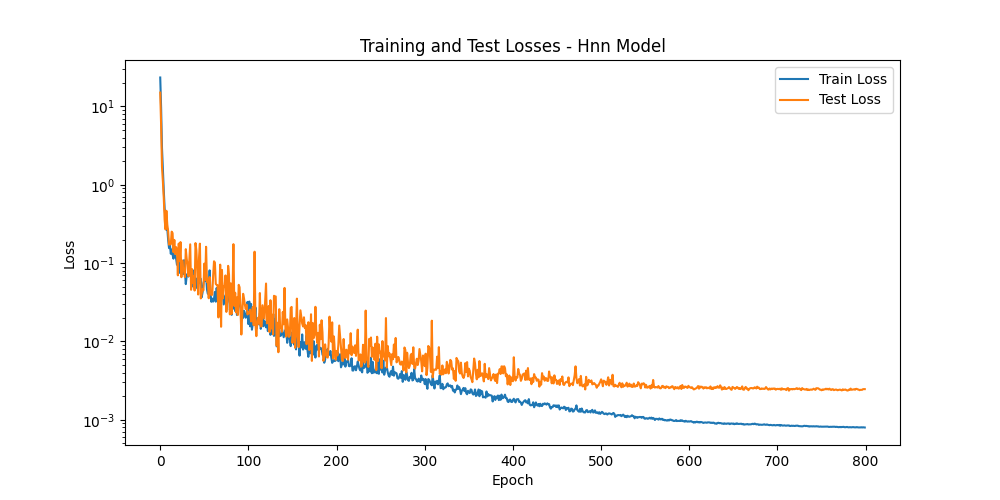 Training and Test Losses - Hnn Model
Train Loss
Test Loss
Loss
10¹
10⁰
10⁻¹
10⁻²
10⁻³
0 100 200 300 400 500 600 700 800
Epoch